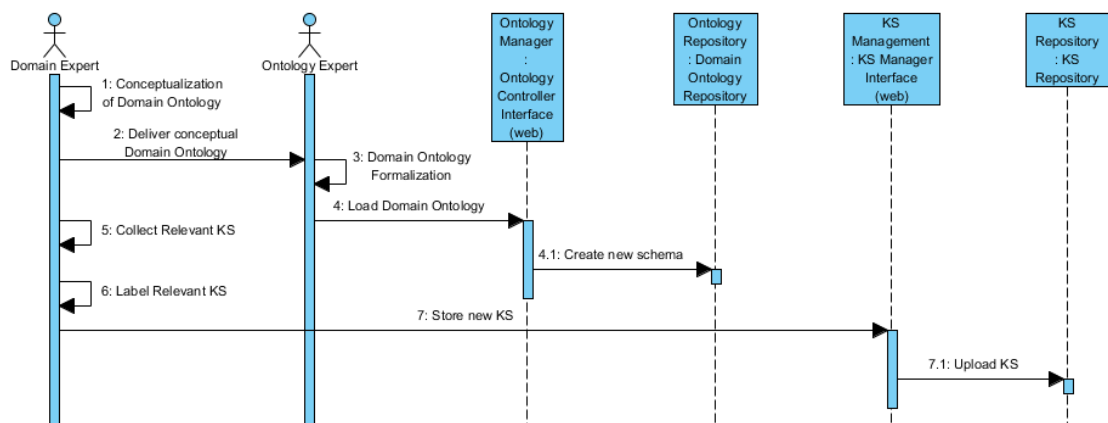 Domain Expert
Ontology Expert
Ontology
Manager
:
Ontology
Controller
Interface
(web)
Ontology
Repository
: Domain
Ontology
Repository
KS
Management
: KS Manager
Interface
(web)
KS
Repository
: KS
Repository
1: Conceptualization
of Domain Ontology
2: Deliver conceptual
Domain Ontology
3: Domain Ontology
Formalization
4: Load Domain Ontology
5: Collect Relevant KS
4.1: Create new schema
6: Label Relevant KS
7: Store new KS
7.1: Upload KS